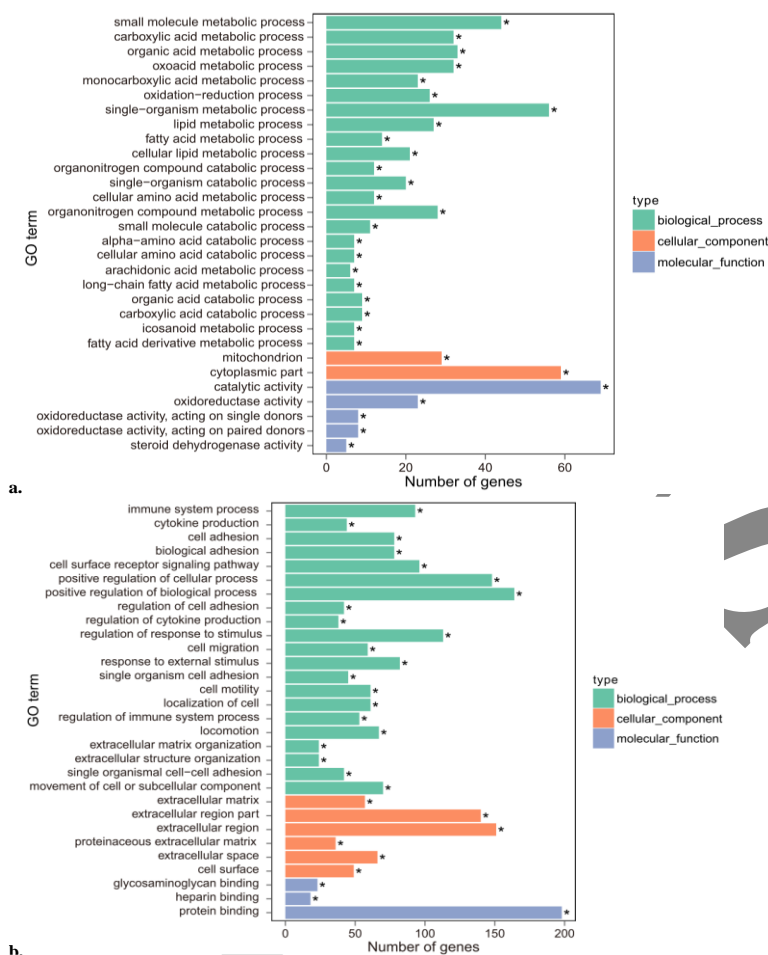 small molecule metabolic process
carboxylic acid metabolic process
organic acid metabolic process
oxoacid metabolic process
monocarboxylic acid metabolic process
oxidation−reduction process
single−organism metabolic process
lipid metabolic process
fatty acid metabolic process
cellular lipid metabolic process
organonitrogen compound catabolic process
single−organism catabolic process
cellular amino acid metabolic process
organonitrogen compound metabolic process
small molecule catabolic process
alpha−amino acid catabolic process
cellular amino acid catabolic process
arachidonic acid metabolic process
long−chain fatty acid metabolic process
organic acid catabolic process
carboxylic acid catabolic process
icosanoid metabolic process
fatty acid derivative metabolic process
mitochondrion
cytoplasmic part
catalytic activity
oxidoreductase activity
oxidoreductase activity, acting on single donors
oxidoreductase activity, acting on paired donors
steroid dehydrogenase activity
GO term
0 20 40 60
Number of genes
type
biological_process
cellular_component
molecular_function
a.
immune system process
cytokine production
cell adhesion
biological adhesion
cell surface receptor signaling pathway
positive regulation of cellular process
positive regulation of biological process
regulation of cell adhesion
regulation of cytokine production
regulation of response to stimulus
cell migration
response to external stimulus
single organism cell adhesion
cell motility
localization of cell
regulation of immune system process
locomotion
extracellular matrix organization
extracellular structure organization
single organismal cell−cell adhesion
movement of cell or subcellular component
extracellular matrix
extracellular region part
extracellular region
proteinaceous extracellular matrix
extracellular space
cell surface
glycosaminoglycan binding
heparin binding
protein binding
GO term
0 50 100 150 200
Number of genes
type
biological_process
cellular_component
molecular_function
b.